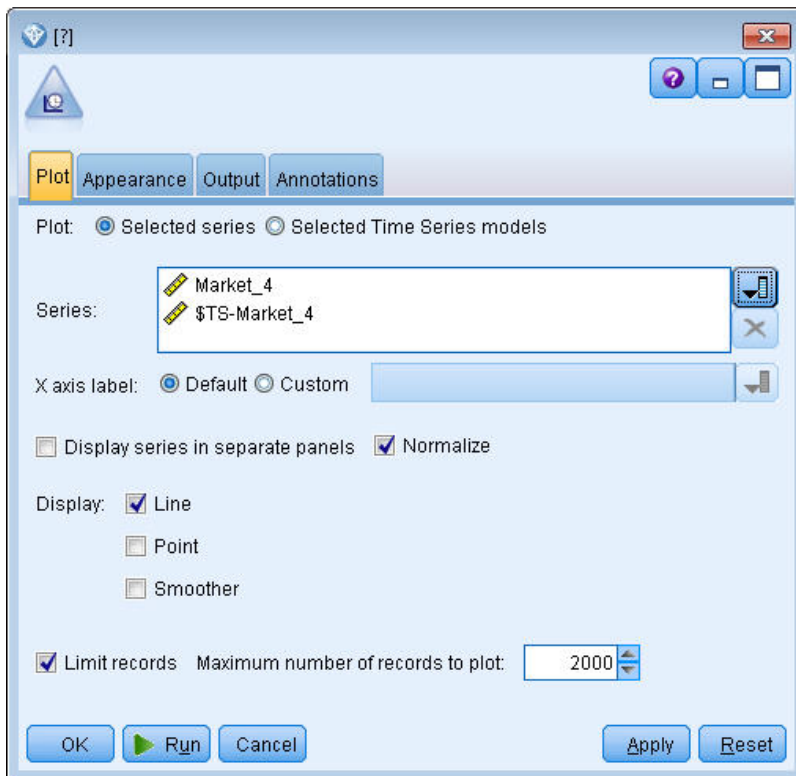 [?]
Plot Appearance Output Annotations
Plot: Selected series Selected Time Series models
Series:
Market_4
$TS-Market_4
X axis label: Default Custom
Display series in separate panels Normalize
Display: Line
Point
Smoother
Limit records Maximum number of records to plot: 2000
OK Run Cancel Apply Reset